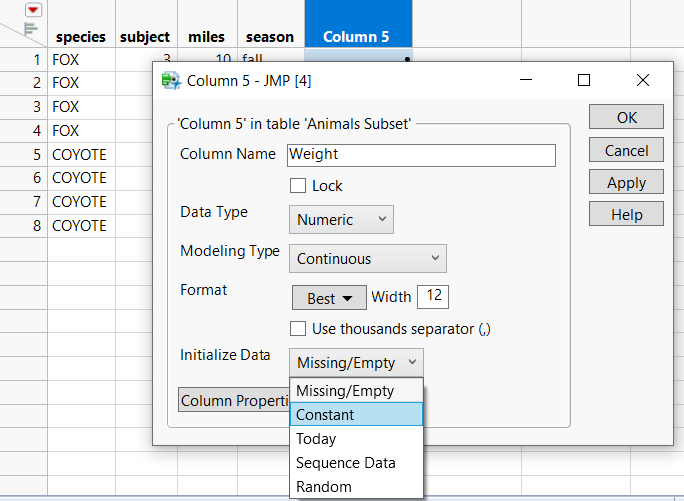 species subject miles season Column 5
1 FOX 3 10 fall
2 FOX
3 FOX
4 FOX
5 COYOTE
6 COYOTE
7 COYOTE
8 COYOTE
Column 5 - JMP [4]
'Column 5' in table 'Animals Subset'
Column Name Weight
Lock
Data Type Numeric
Modeling Type Continuous
Format Best Width 12
Use thousands separator (,)
Initialize Data Missing/Empty
Column Properti
Missing/Empty
Constant
Today
Sequence Data
Random
OK
Cancel
Apply
Help